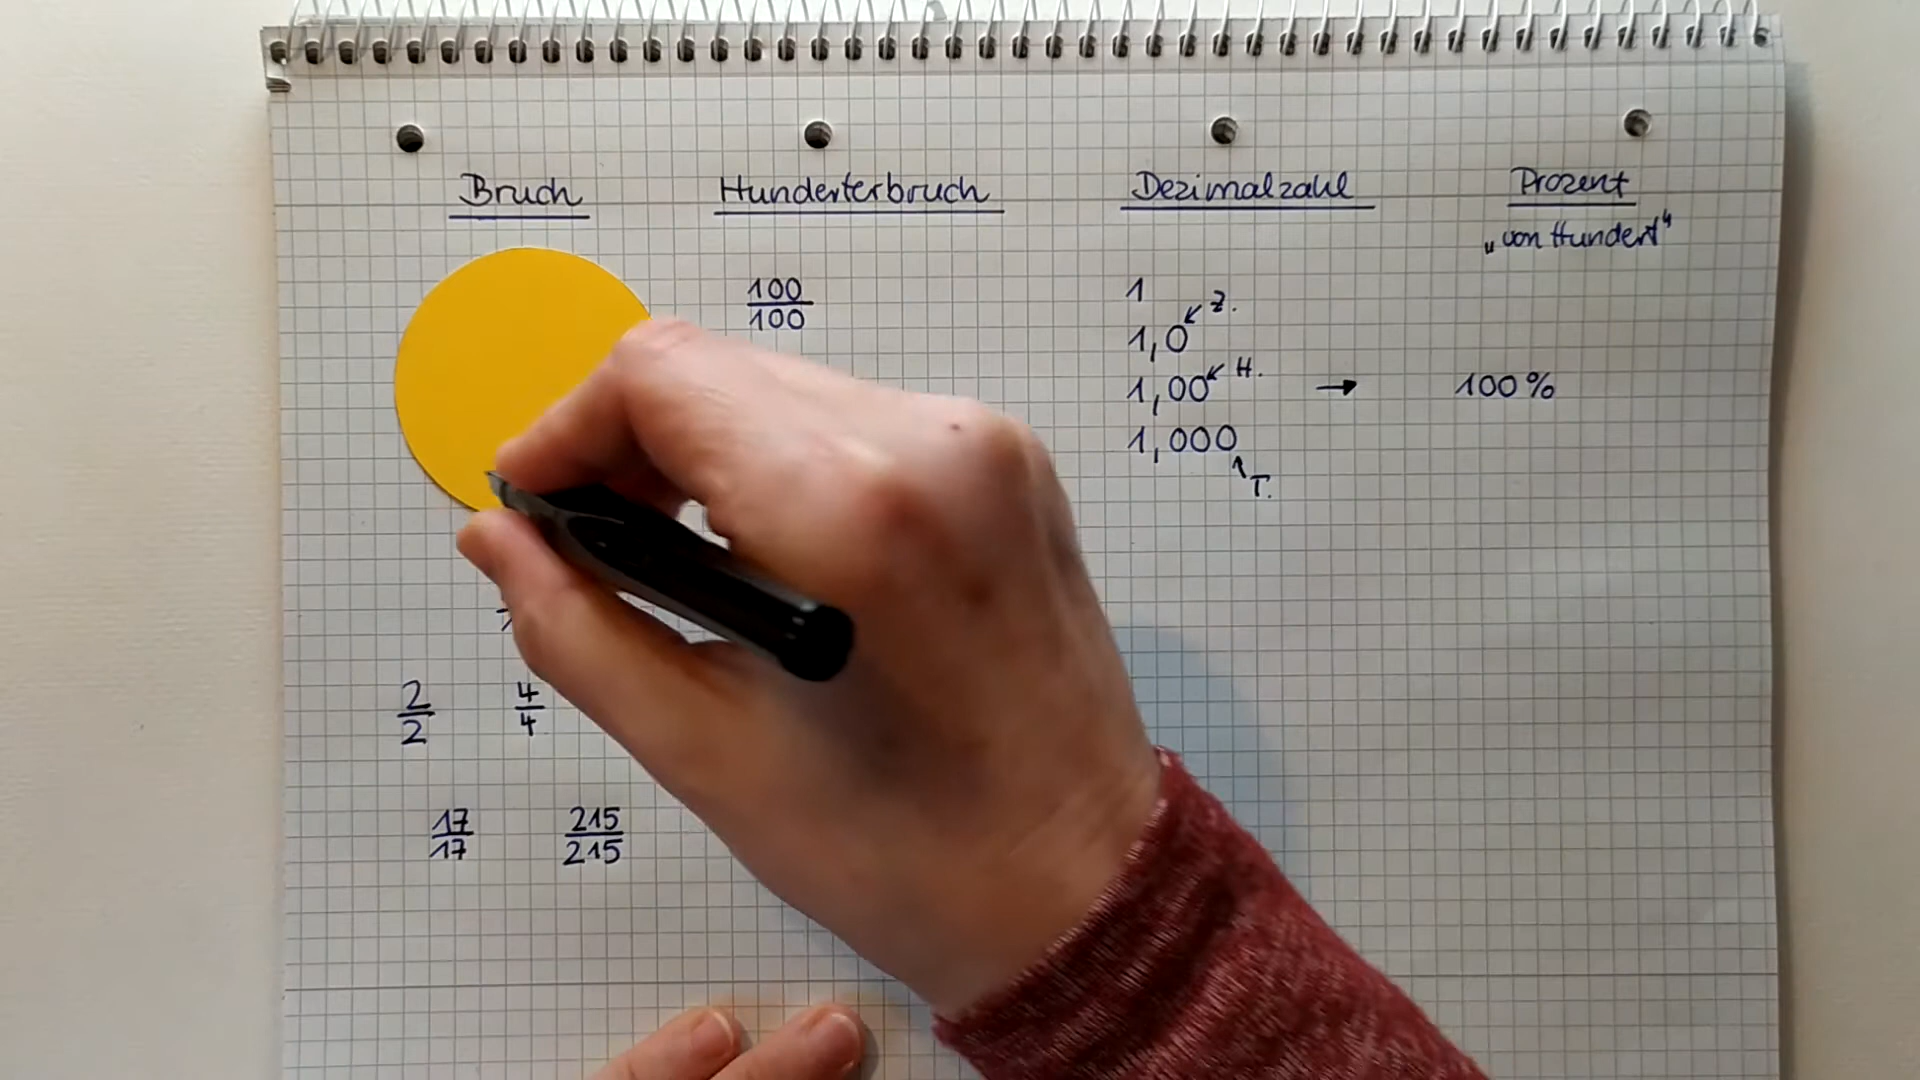 Bruch Hunderterbruch Dezimalzahl Prozent
„von Hundert“
100/100
1
1,0 ↙ Z.
1,00 ↙ H. → 100 %
1,000
↑ T.
2/2 4/4
17/17 215/215